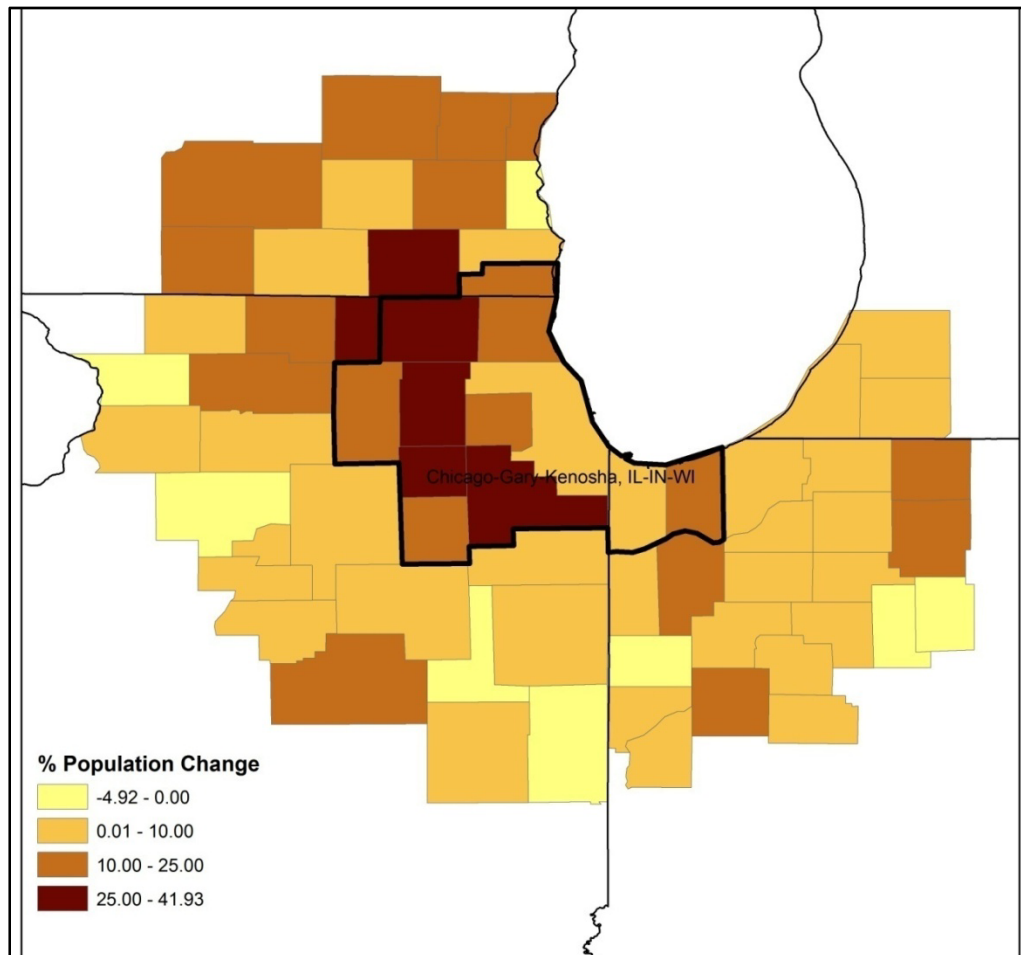 Chicago-Gary-Kenosha, IL-IN-WI
% Population Change
-4.92 - 0.00
0.01 - 10.00
10.00 - 25.00
25.00 - 41.93